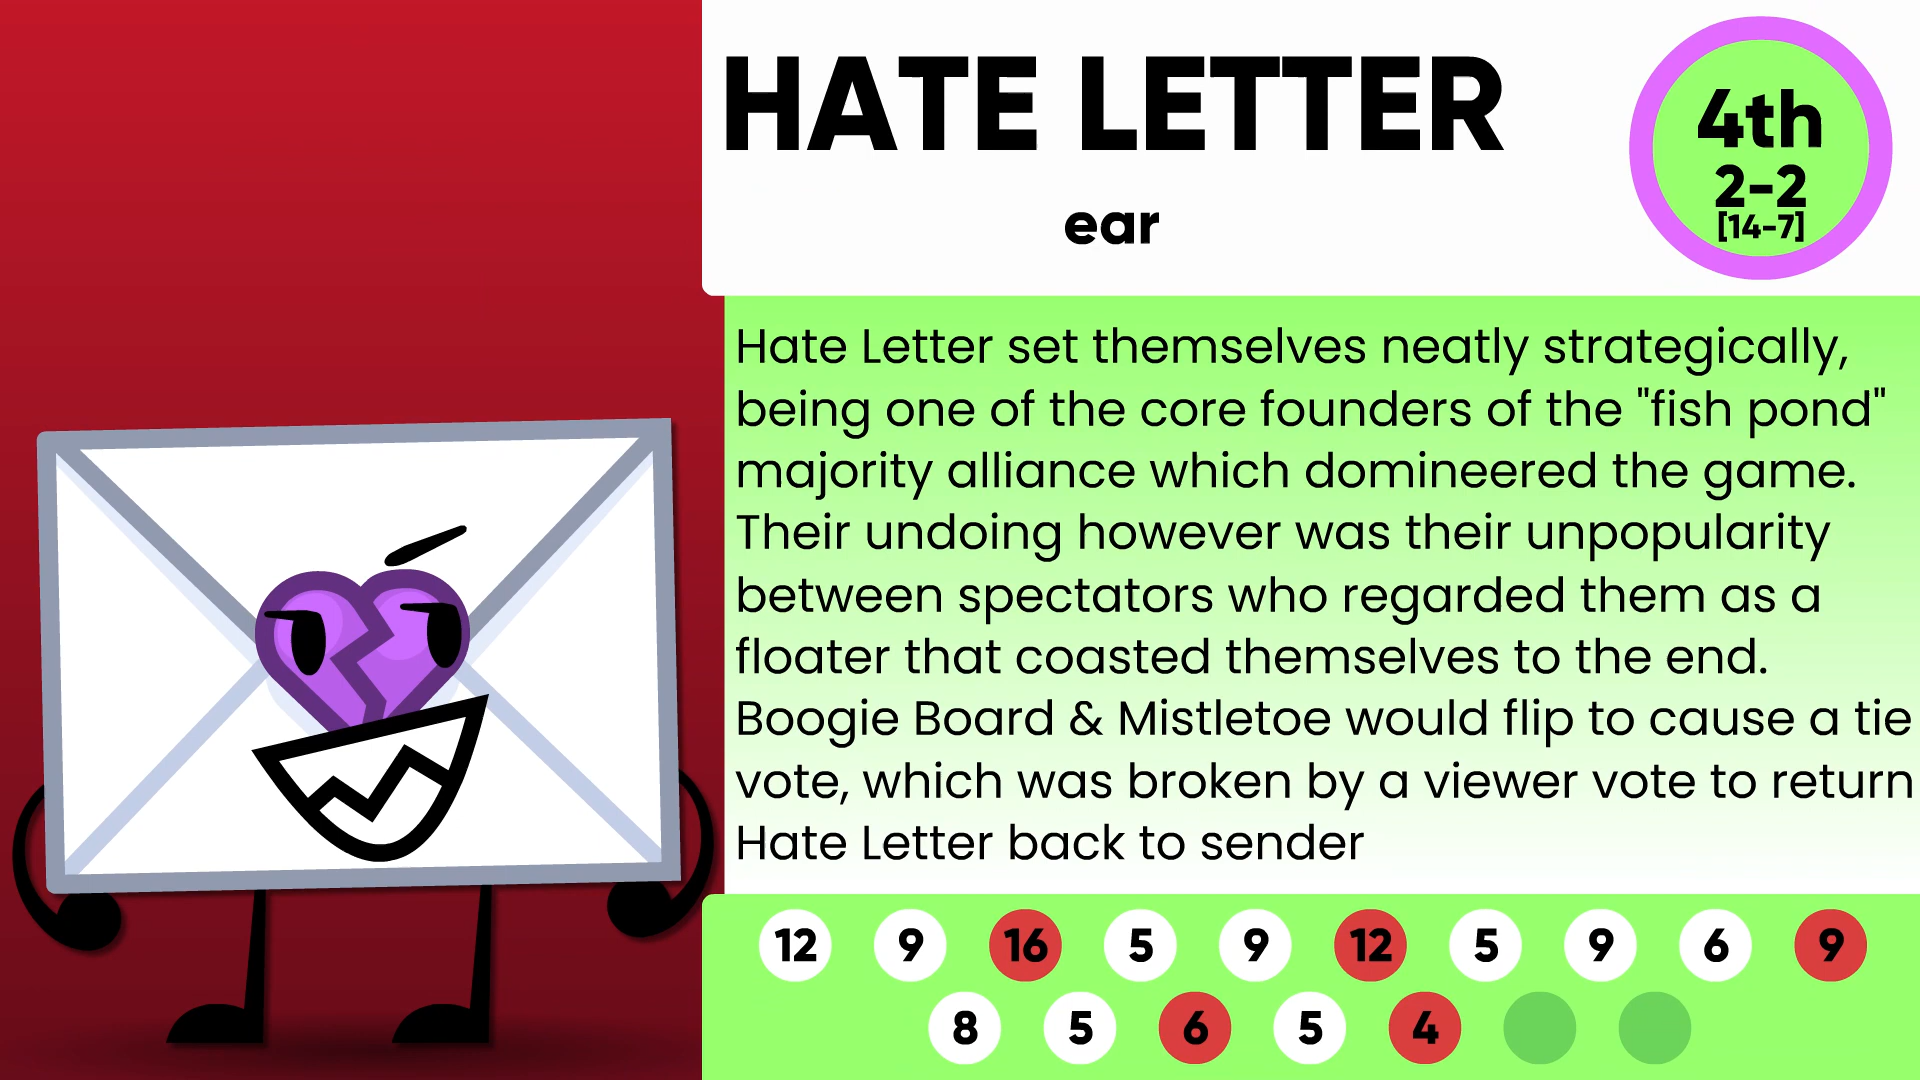 HATE LETTER
ear
4th
2-2
[14-7]
Hate Letter set themselves neatly strategically,
being one of the core founders of the "fish pond"
majority alliance which domineered the game.
Their undoing however was their unpopularity
between spectators who regarded them as a
floater that coasted themselves to the end.
Boogie Board & Mistletoe would flip to cause a tie
vote, which was broken by a viewer vote to return
Hate Letter back to sender
12 9 16 5 9 12 5 9 6 9
8 5 6 5 4